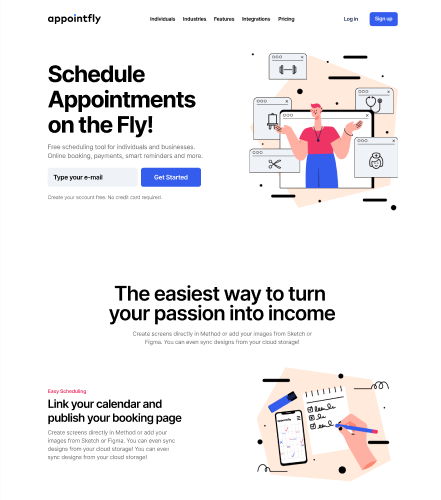 appointfly
Individuals Industries Features Integrations Pricing
Log in
Sign up
Schedule
Appointments
on the Fly!
Free scheduling tool for individuals and businesses.
Online booking, payments, smart reminders and more.
Type your e-mail
Get Started
Create your account free. No credit card required.
The easiest way to turn
your passion into income
Create screens directly in Method or add your images from Sketch or
Figma. You can even sync designs from your cloud storage!
Easy Scheduling
Link your calendar and
publish your booking page
Create screens directly in Method or add your
images from Sketch or Figma. You can even sync
designs from your cloud storage! You can even
sync designs from your cloud storage!